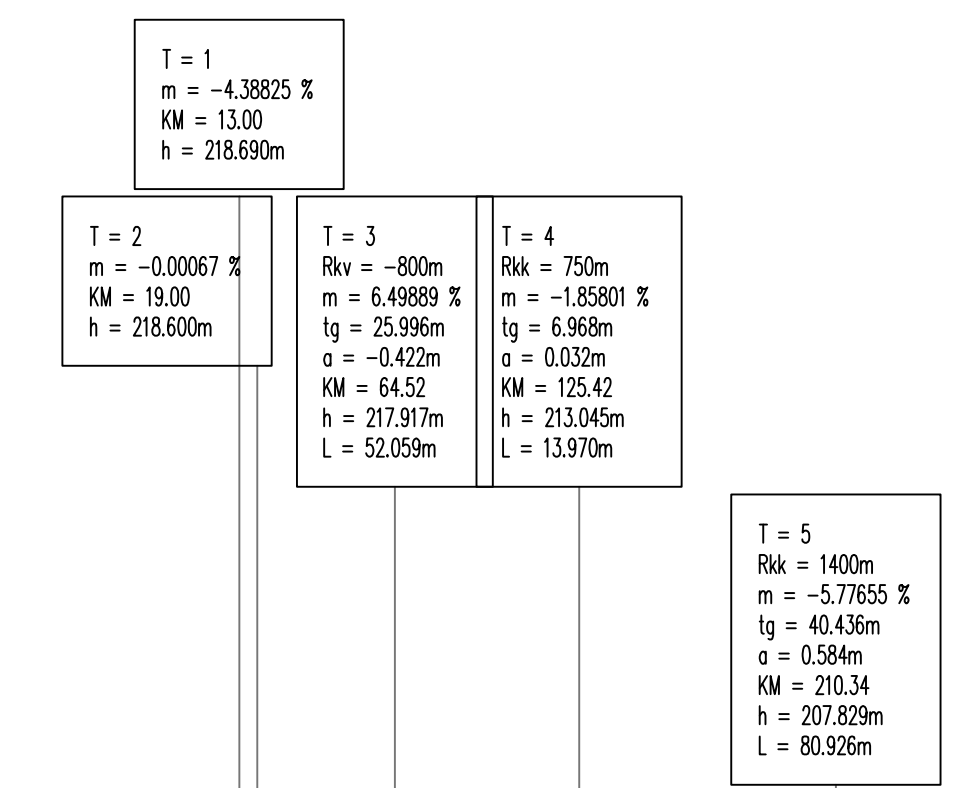 T = 1
m = -4.38825 %
KM = 13.00
h = 218.690m
T = 2
m = -0.00067 %
KM = 19.00
h = 218.600m
T = 3
Rkv = -800m
m = 6.49889 %
tg = 25.996m
a = -0.422m
KM = 64.52
h = 217.917m
L = 52.059m
T = 4
Rkk = 750m
m = -1.85801 %
tg = 6.968m
a = 0.032m
KM = 125.42
h = 213.045m
L = 13.970m
T = 5
Rkk = 1400m
m = -5.77655 %
tg = 40.436m
a = 0.584m
KM = 210.34
h = 207.829m
L = 80.926m